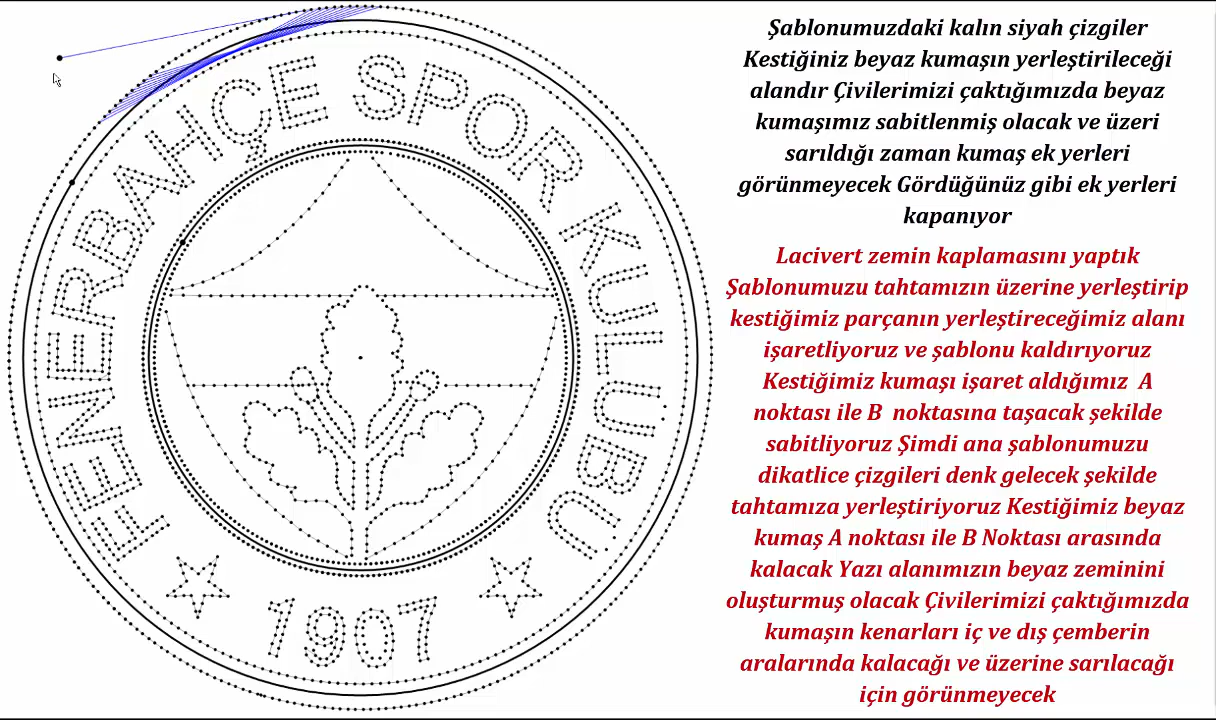 FENERBAHÇE SPOR KULUBU
1907
Şablonumuzdaki kalın siyah çizgiler
Kestiğiniz beyaz kumaşın yerleştirileceği
alandır Çivilerimizi çaktığımızda beyaz
kumaşımız sabitlenmiş olacak ve üzeri
sarıldığı zaman kumaş ek yerleri
görünmeyecek Gördüğünüz gibi ek yerleri
kapanıyor
Lacivert zemin kaplamasını yaptık
Şablonumuzu tahtamızın üzerine yerleştirip
kestiğimiz parçanın yerleştireceğimiz alanı
işaretliyoruz ve şablonu kaldırıyoruz
Kestiğimiz kumaşı işaret aldığımız A
noktası ile B noktasına taşacak şekilde
sabitliyoruz Şimdi ana şablonumuzu
dikatlice çizgileri denk gelecek şekilde
tahtamıza yerleştiriyoruz Kestiğimiz beyaz
kumaş A noktası ile B Noktası arasında
kalacak Yazı alanımızın beyaz zeminini
oluşturmuş olacak Çivilerimizi çaktığımızda
kumaşın kenarları iç ve dış çemberin
aralarında kalacağı ve üzerine sarılacağı
için görünmeyecek